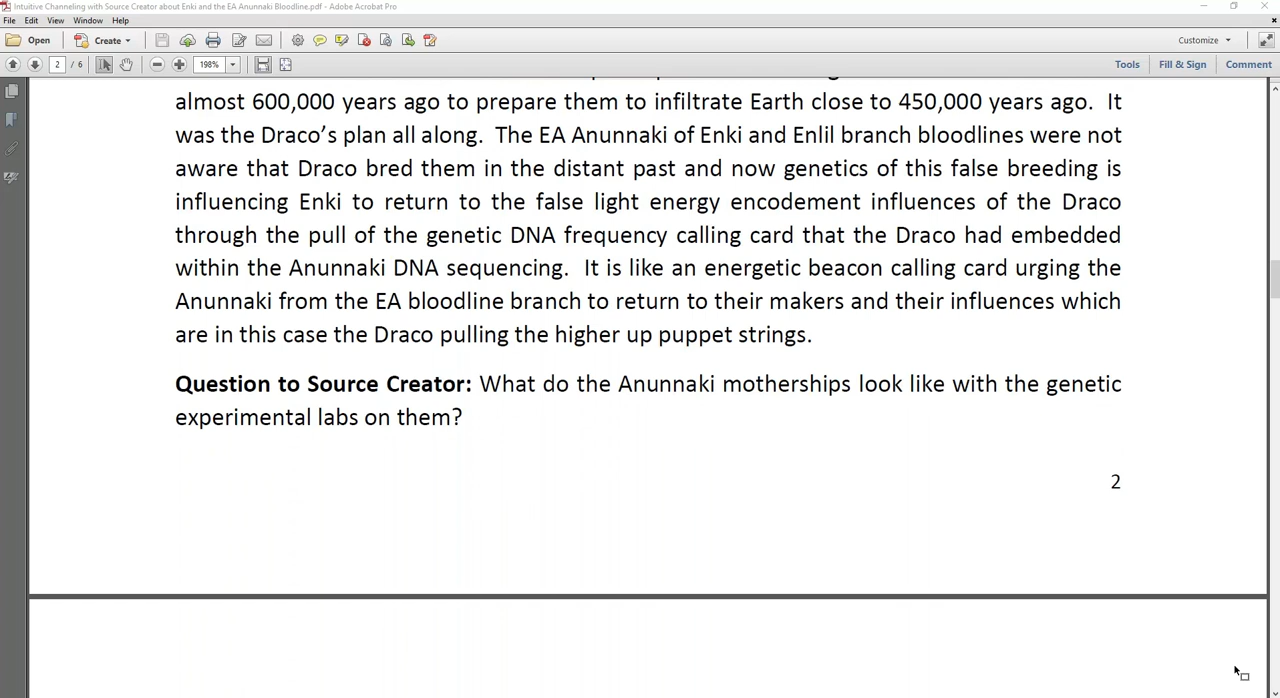 Intuitive Channeling with Source Creator about Enki and the EA Anunnaki Bloodline.pdf - Adobe Acrobat Pro
File Edit View Window Help
Open Create Customize
2 / 6 198% Tools Fill & Sign Comment
almost 600,000 years ago to prepare them to infiltrate Earth close to 450,000 years ago. It
was the Draco’s plan all along. The EA Anunnaki of Enki and Enlil branch bloodlines were not
aware that Draco bred them in the distant past and now genetics of this false breeding is
influencing Enki to return to the false light energy encodement influences of the Draco
through the pull of the genetic DNA frequency calling card that the Draco had embedded
within the Anunnaki DNA sequencing. It is like an energetic beacon calling card urging the
Anunnaki from the EA bloodline branch to return to their makers and their influences which
are in this case the Draco pulling the higher up puppet strings.
Question to Source Creator: What do the Anunnaki motherships look like with the genetic
experimental labs on them?
2